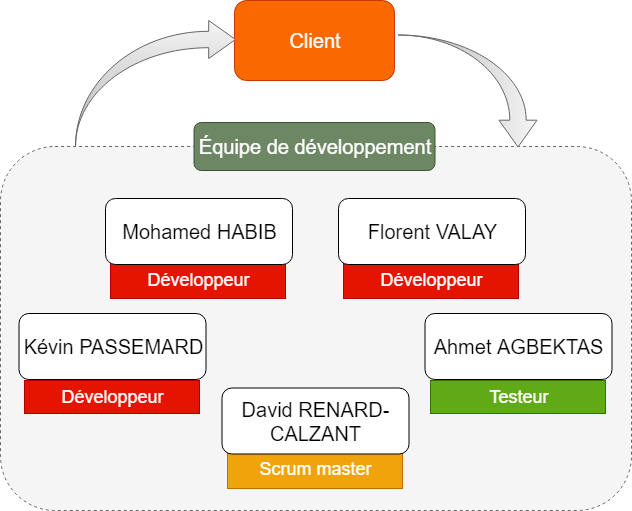 Client
Équipe de développement
Mohamed HABIB
Développeur
Florent VALAY
Développeur
Kévin PASSEMARD
Développeur
Ahmet AGBEKTAS
Testeur
David RENARD-
CALZANT
Scrum master